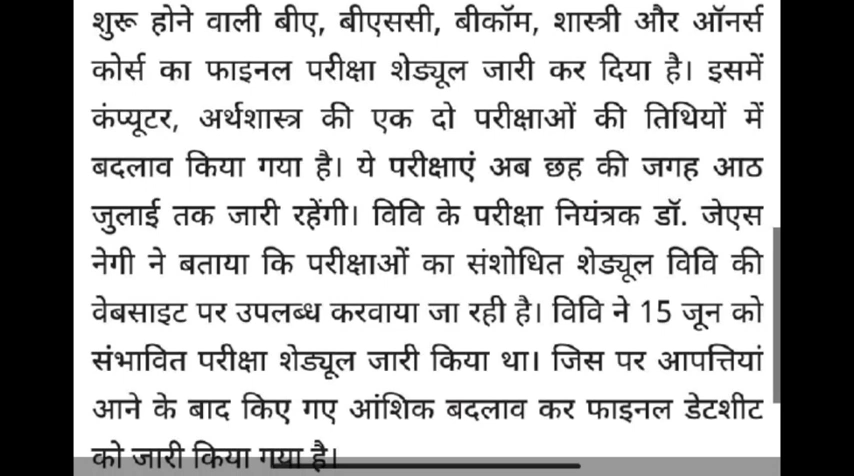 शुरू होने वाली बीए, बीएससी, बीकॉम, शास्त्री और ऑनर्स
कोर्स का फाइनल परीक्षा शेड्यूल जारी कर दिया है। इसमें
कंप्यूटर, अर्थशास्त्र की एक दो परीक्षाओं की तिथियों में
बदलाव किया गया है। ये परीक्षाएं अब छह की जगह आठ
जुलाई तक जारी रहेंगी। विवि के परीक्षा नियंत्रक डॉ. जेएस
नेगी ने बताया कि परीक्षाओं का संशोधित शेड्यूल विवि की
वेबसाइट पर उपलब्ध करवाया जा रही है। विवि ने 15 जून को
संभावित परीक्षा शेड्यूल जारी किया था। जिस पर आपत्तियां
आने के बाद किए गए आंशिक बदलाव कर फाइनल डेटशीट
को जारी किया गया है।